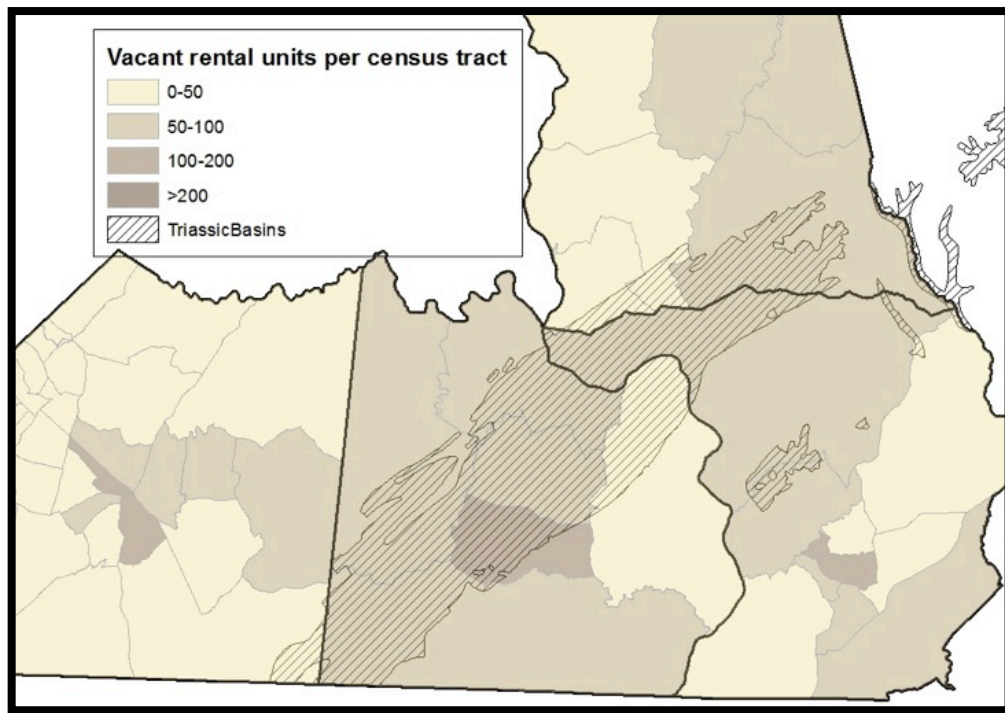 Vacant rental units per census tract
0-50
50-100
100-200
>200
TriassicBasins